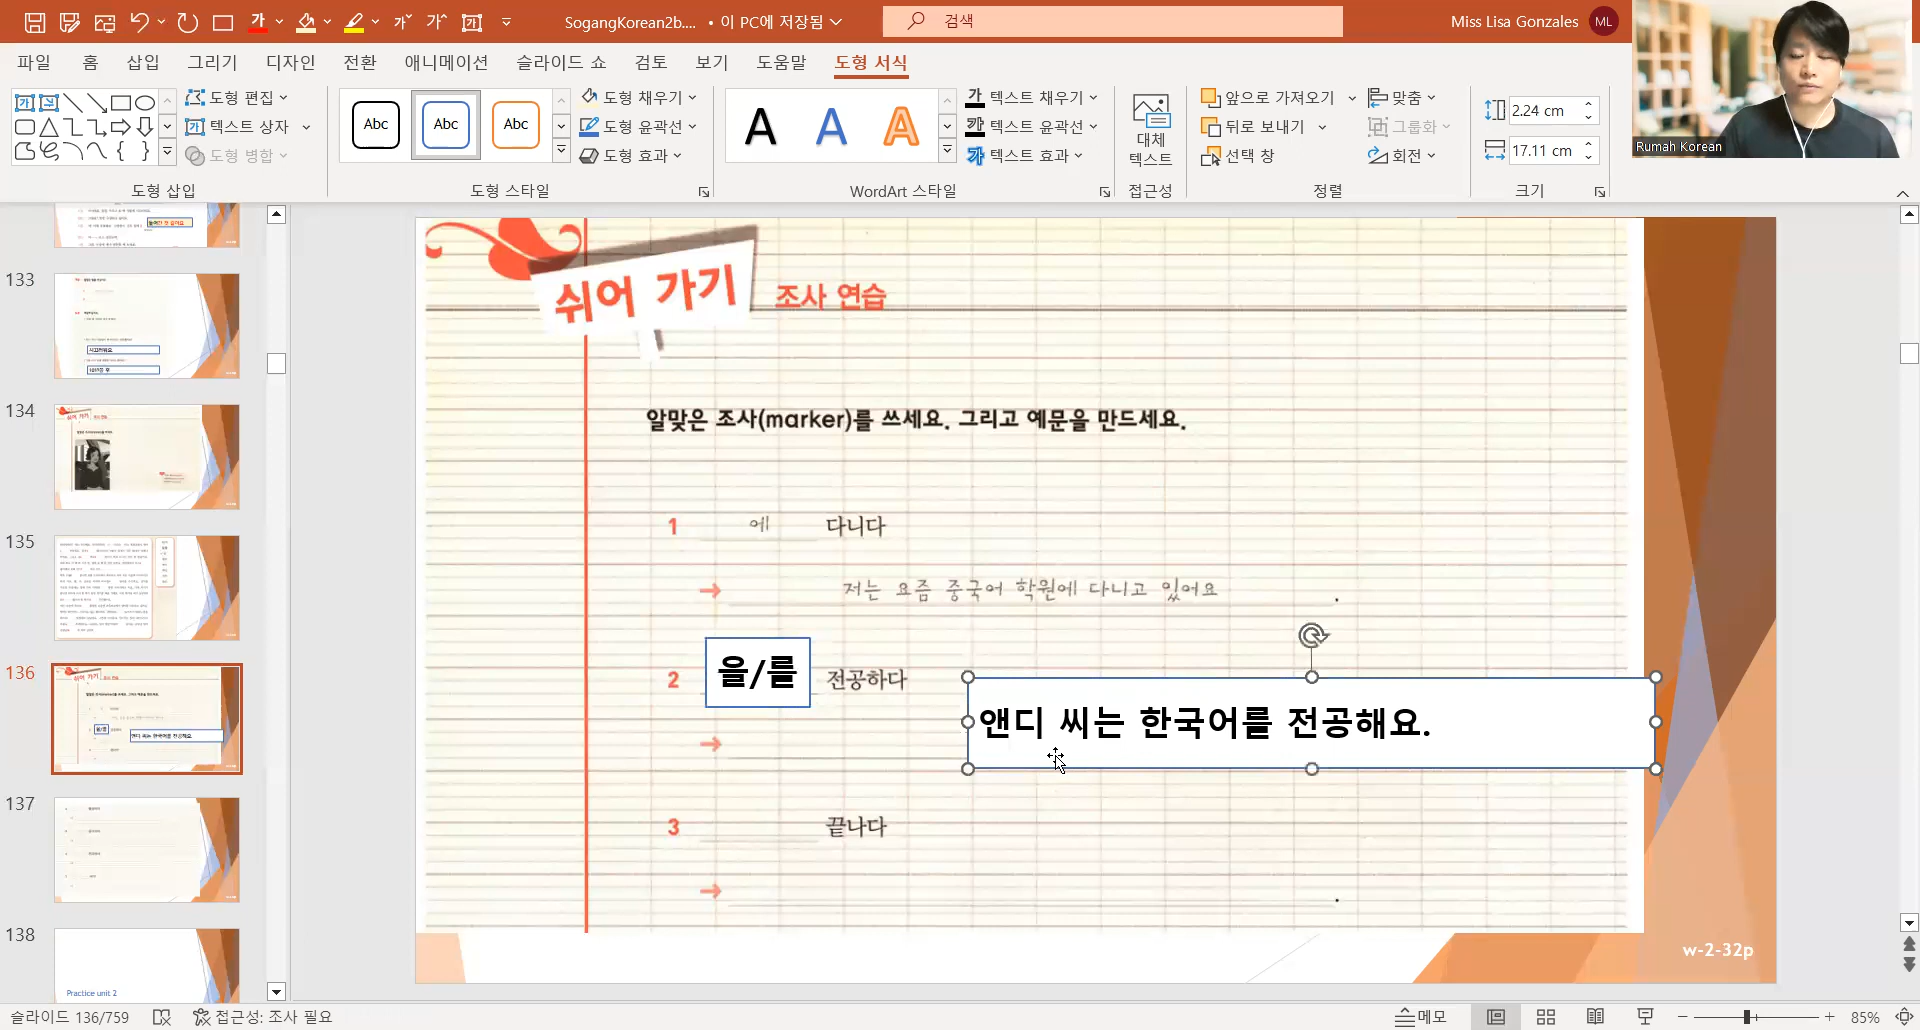 SogangKorean2b.... • 이 PC에 저장됨
검색
Miss Lisa Gonzales ML
파일 홈 삽입 그리기 디자인 전환 애니메이션 슬라이드 쇼 검토 보기 도움말 도형 서식
도형 편집
텍스트 상자
도형 병합
도형 삽입
Abc Abc Abc
도형 채우기
도형 윤곽선
도형 효과
도형 스타일
A A A
텍스트 채우기
텍스트 윤곽선
텍스트 효과
WordArt 스타일
대체
텍스트
접근성
앞으로 가져오기
뒤로 보내기
선택 창
맞춤
그룹화
회전
정렬
2.24 cm
17.11 cm
크기
Rumah Korean
133
134
135
136
137
138
Practice unit 2
쉬어 가기 조사 연습
알맞은 조사(marker)를 쓰세요. 그리고 예문을 만드세요.
1 에 다니다
→ 저는 요즘 중국어 학원에 다니고 있어요.
2 을/를 전공하다
앤디 씨는 한국어를 전공해요.
→
3 끝나다
→ .
w-2-32p
슬라이드 136/759 접근성: 조사 필요 메모 85%